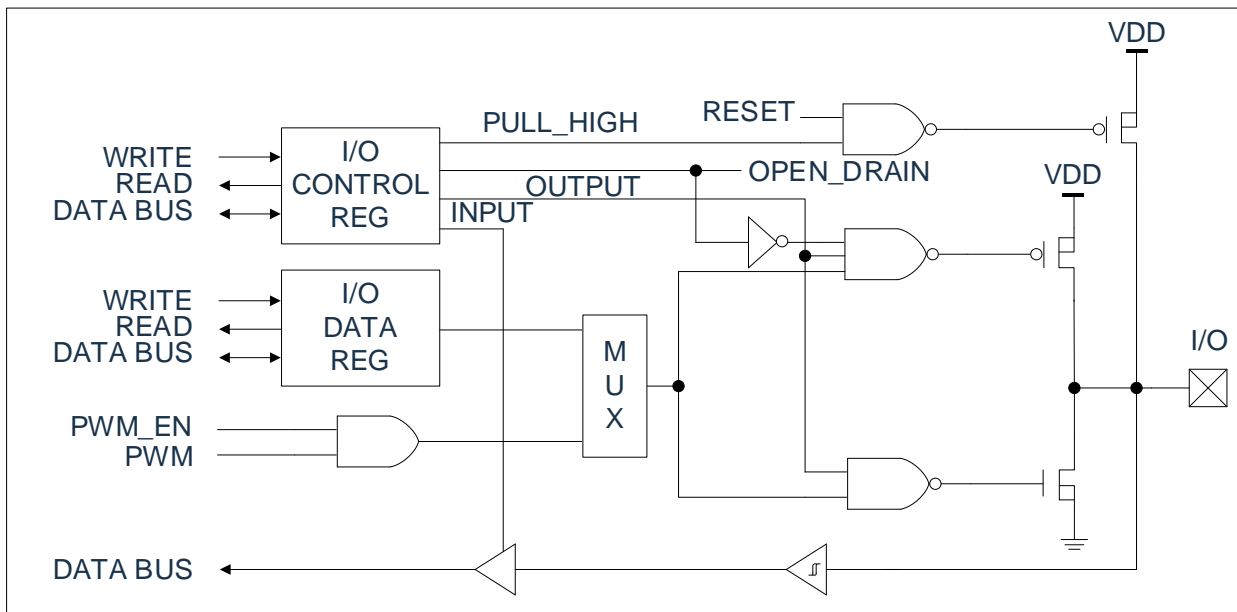 VDD
RESET
PULL_HIGH
I/O
CONTROL
REG
WRITE
READ
DATA BUS
OPEN_DRAIN
OUTPUT
INPUT
VDD
WRITE
READ
DATA BUS
I/O
DATA
REG
M
U
X
I/O
PWM_EN
PWM
DATA BUS